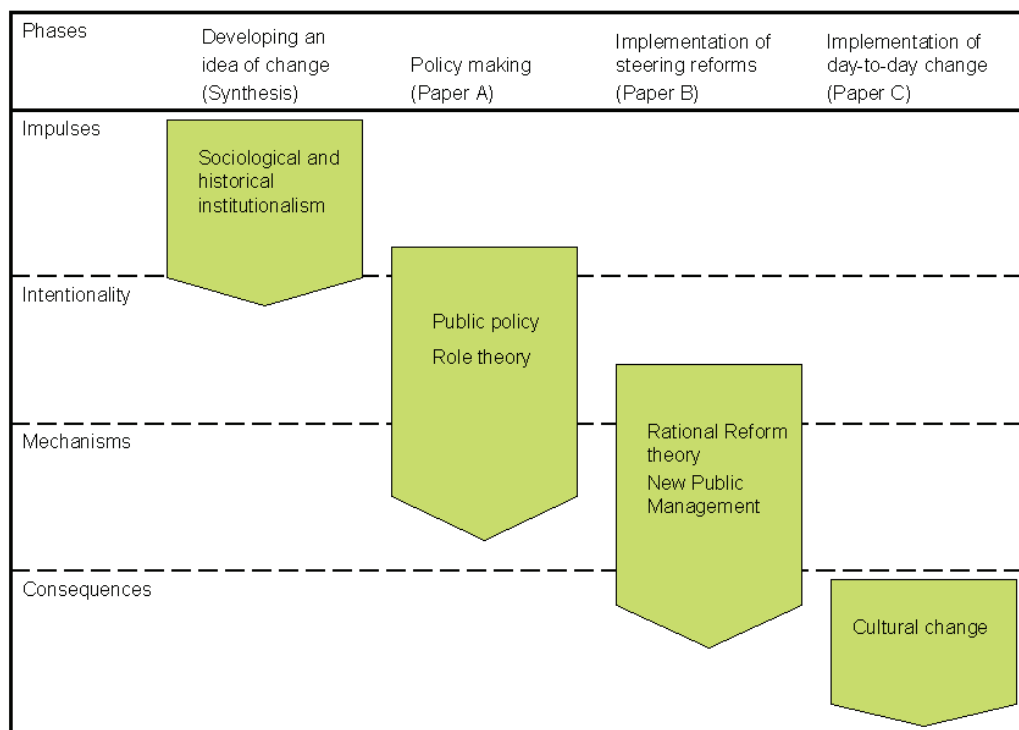 Phases
Developing an
idea of change
(Synthesis)
Policy making
(Paper A)
Implementation of
steering reforms
(Paper B)
Implementation of
day-to-day change
(Paper C)
Impulses
Sociological and
historical
institutionalism
Intentionality
Public policy
Role theory
Mechanisms
Rational Reform
theory
New Public
Management
Consequences
Cultural change